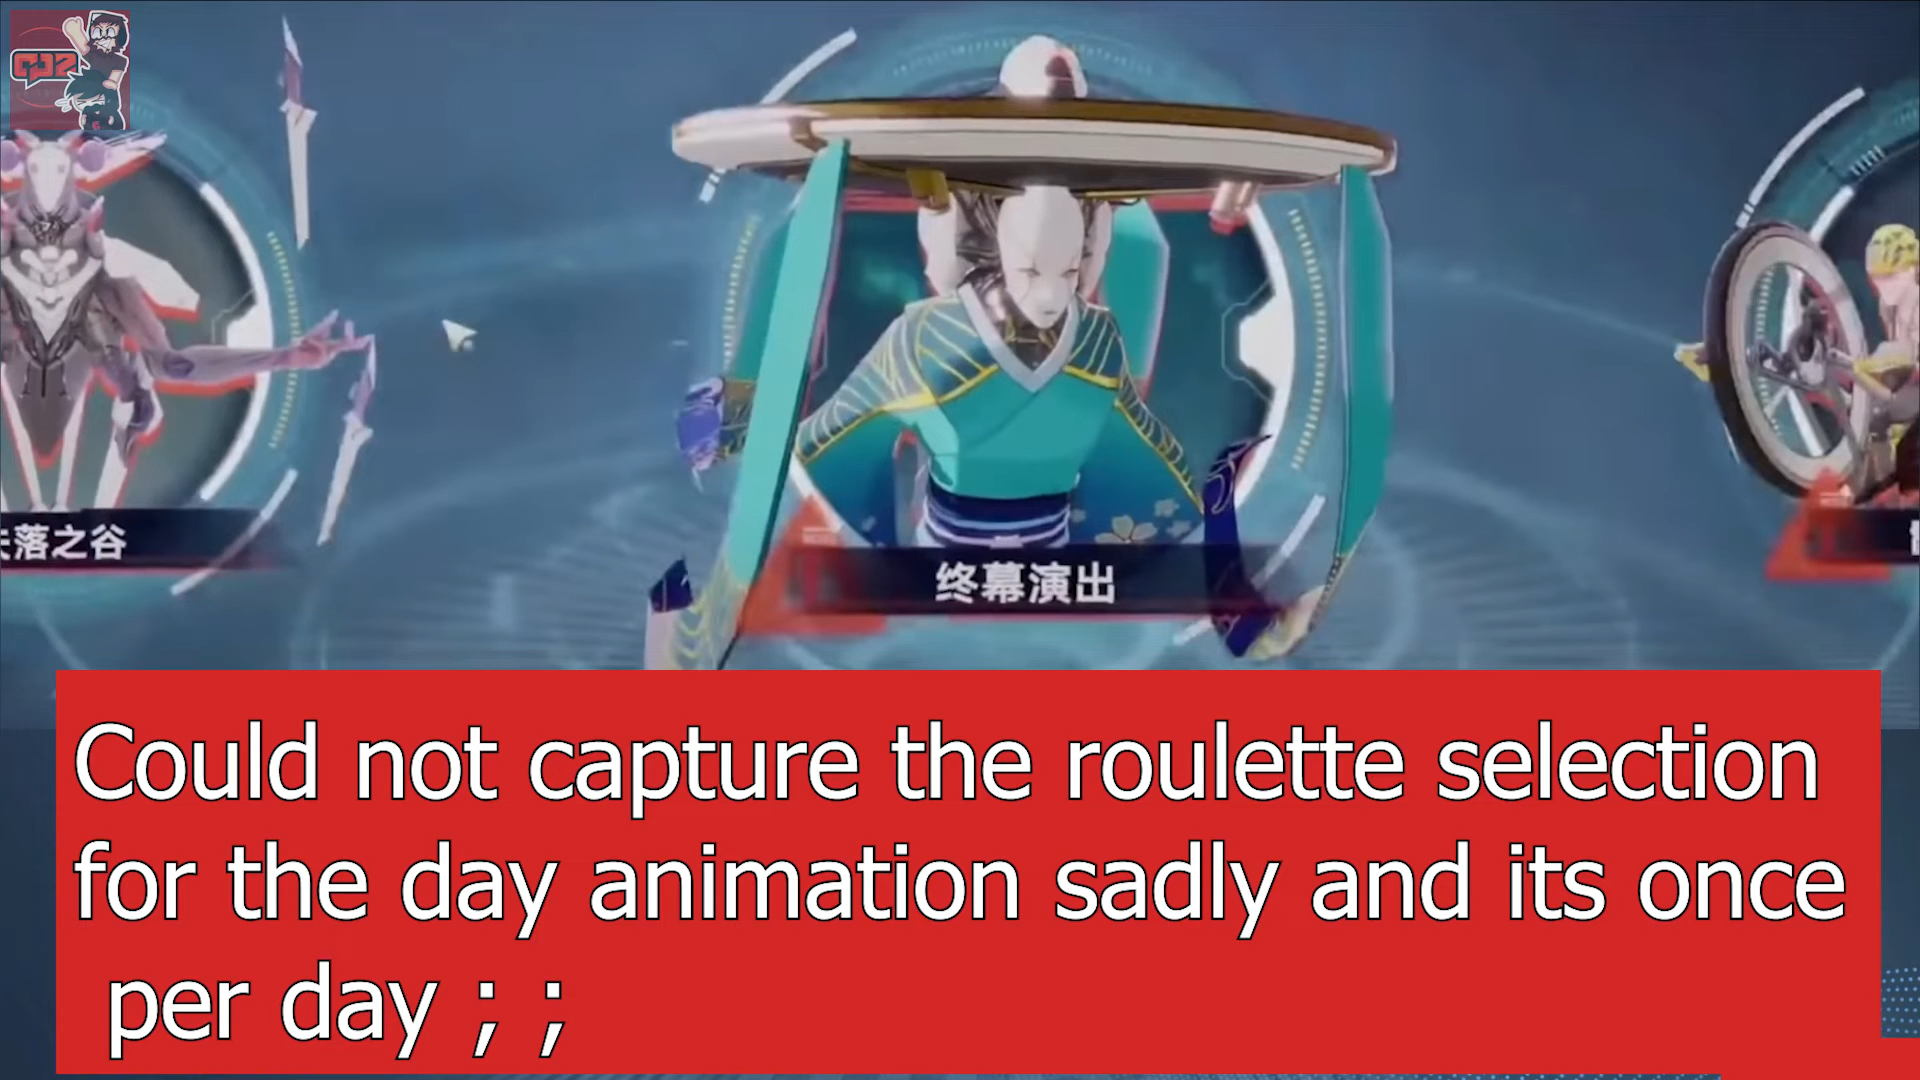 落之谷
终幕演出
Could not capture the roulette selection
for the day animation sadly and its once
per day ; ;